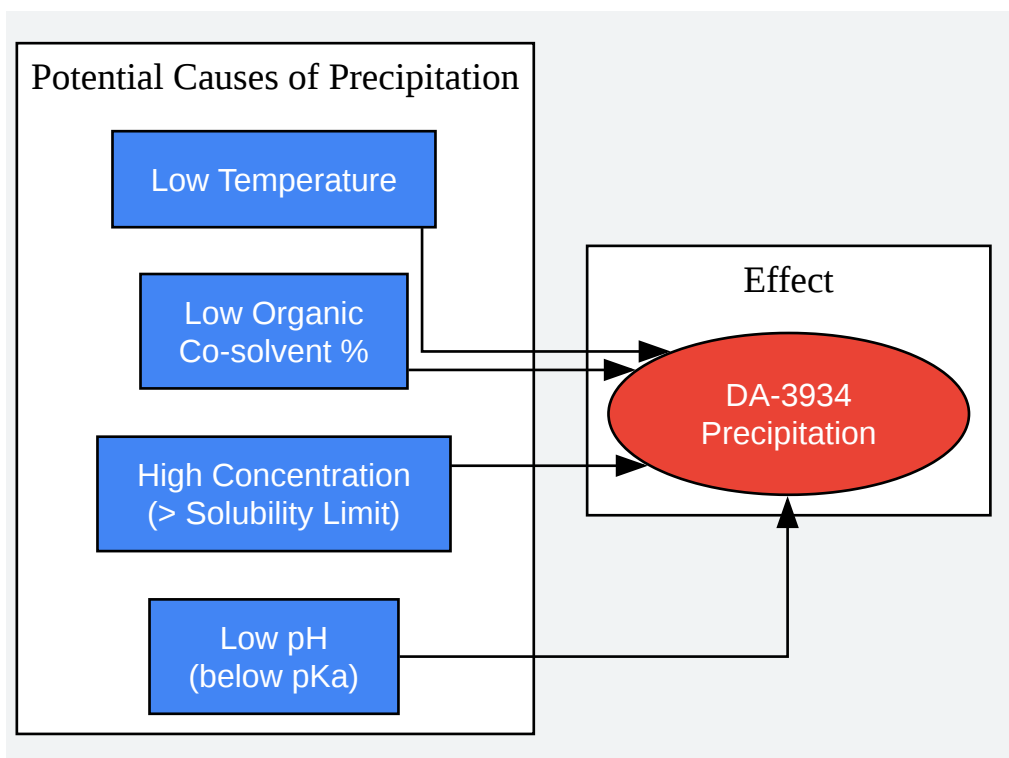 Potential Causes of Precipitation
Low Temperature
Low Organic
Co-solvent %
High Concentration
(> Solubility Limit)
Low pH
(below pKa)
Effect
DA-3934
Precipitation